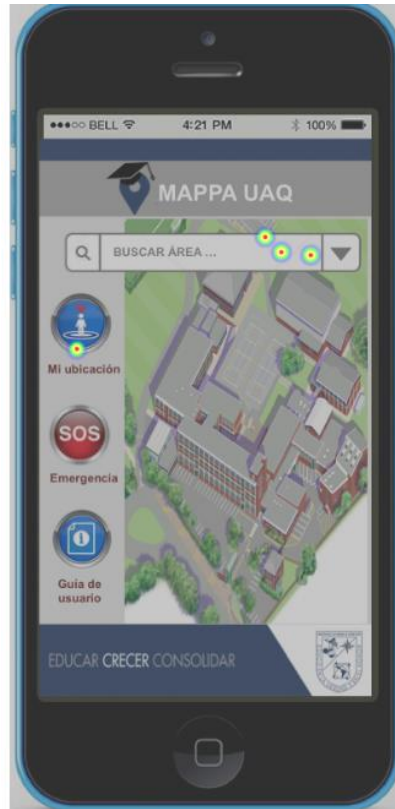 BELL 4:21 PM 100%
MAPPA UAQ
BUSCAR ÁREA ...
Mi ubicación
SOS
Emergencia
Guía de
usuario
EDUCAR CRECER CONSOLIDAR